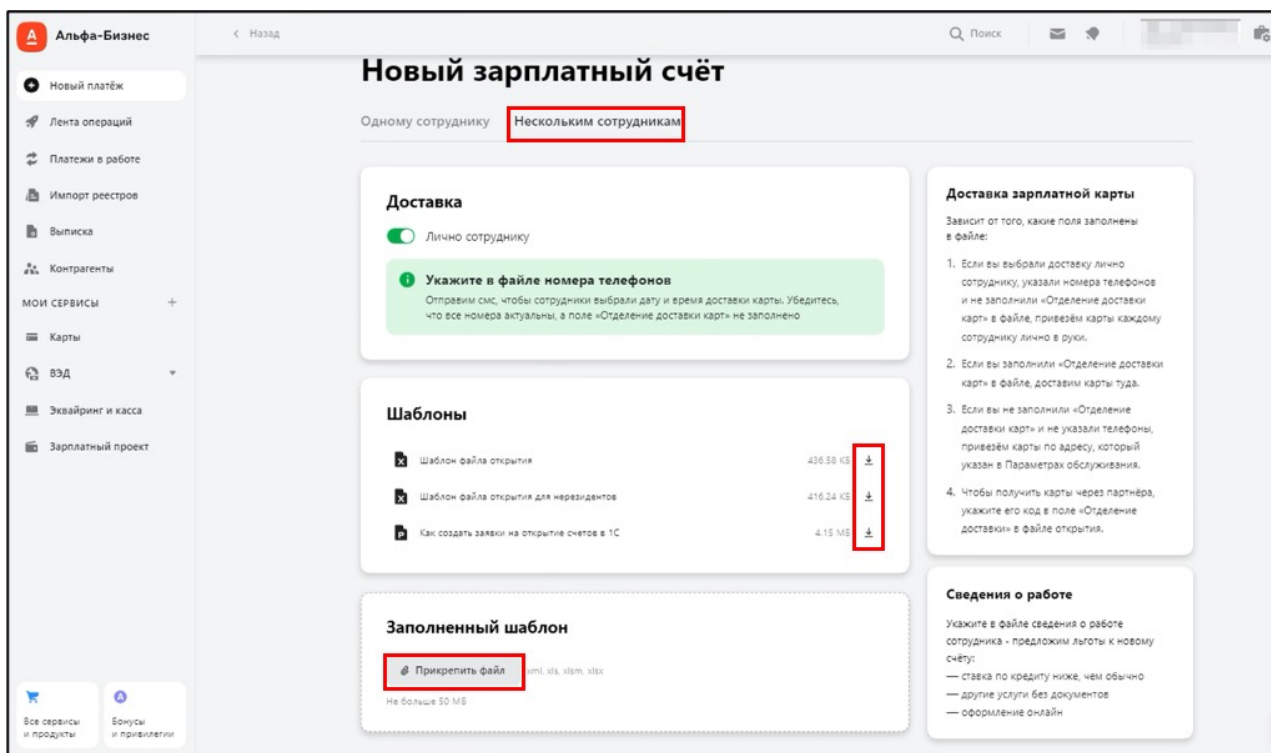 Альфа-Бизнес
Назад
Поиск
Новый платёж
Лента операций
Платежи в работе
Импорт реестров
Выписка
Контрагенты
МОИ СЕРВИСЫ
Карты
ВЭД
Эквайринг и касса
Зарплатный проект
Все сервисы
и продукты
Бонусы
и привилегии
Новый зарплатный счёт
Одному сотруднику Нескольким сотрудникам
Доставка
Лично сотруднику
Укажите в файле номера телефонов
Отправим смс, чтобы сотрудники выбрали дату и время доставки карты. Убедитесь,
что все номера актуальны, а поле «Отделение доставки карт» не заполнено
Шаблоны
Шаблон файла открытия 436.58 КБ
Шаблон файла открытия для нерезидентов 416.24 КБ
Как создать заявки на открытие счетов в 1С 4.15 МБ
Заполненный шаблон
Прикрепить файл xml, xls, xlsm, xlsx
Не больше 50 МБ
Доставка зарплатной карты
Зависит от того, какие поля заполнены
в файле:
1. Если вы выбрали доставку лично
сотруднику, указали номера телефонов
и не заполнили «Отделение доставки
карт» в файле, привезём карты каждому
сотруднику лично в руки.
2. Если вы заполнили «Отделение доставки
карт» в файле, доставим карты туда.
3. Если вы не заполнили «Отделение
доставки карт» и не указали телефоны,
привезём карты по адресу, который
указан в Параметрах обслуживания.
4. Чтобы получить карты через партнёра,
укажите его код в поле «Отделение
доставки» в файле открытия.
Сведения о работе
Укажите в файле сведения о работе
сотрудника - предложим льготы к новому
счёту:
— ставка по кредиту ниже, чем обычно
— другие услуги без документов
— оформление онлайн